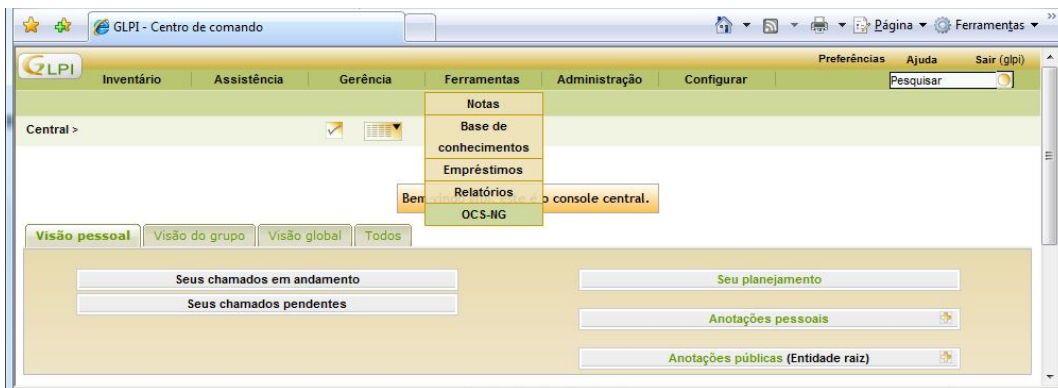 GLPI - Centro de comando
Página
Ferramentas
GLPI
Preferências Ajuda Sair (glpi)
Inventário Assistência Gerência Ferramentas Administração Configurar Pesquisar
Notas
Central >
Base de
conhecimentos
Empréstimos
Relatórios
OCS-NG
Bem o console central.
Visão pessoal Visão do grupo Visão global Todos
Seus chamados em andamento Seu planejamento
Seus chamados pendentes
Anotações pessoais
Anotações públicas (Entidade raiz)